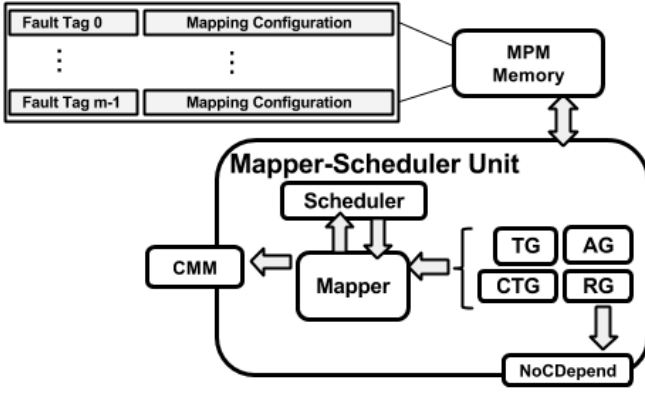 Fault Tag 0 Mapping Configuration
Fault Tag m-1 Mapping Configuration
MPM
Memory
Mapper-Scheduler Unit
Scheduler
Mapper
CMM
TG AG
CTG RG
NoCDepend